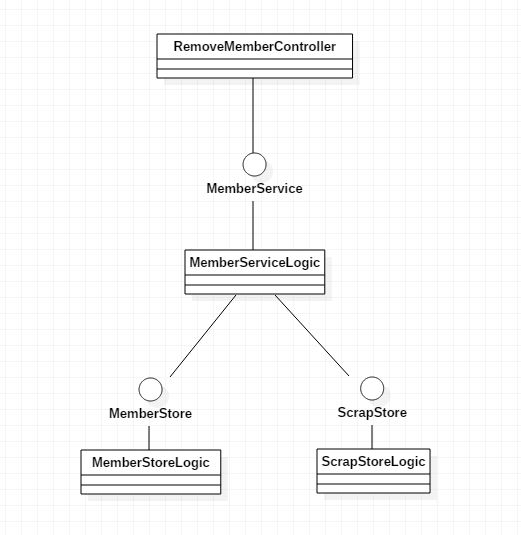 RemoveMemberController
MemberService
MemberServiceLogic
MemberStore
ScrapStore
MemberStoreLogic
ScrapStoreLogic